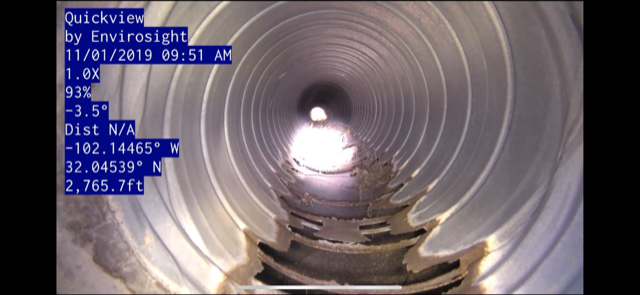 Quickview
by Envirosight
11/01/2019 09:51 AM
1.0X
93%
-3.5°
Dist N/A
-102.14465° W
32.04539° N
2,765.7ft